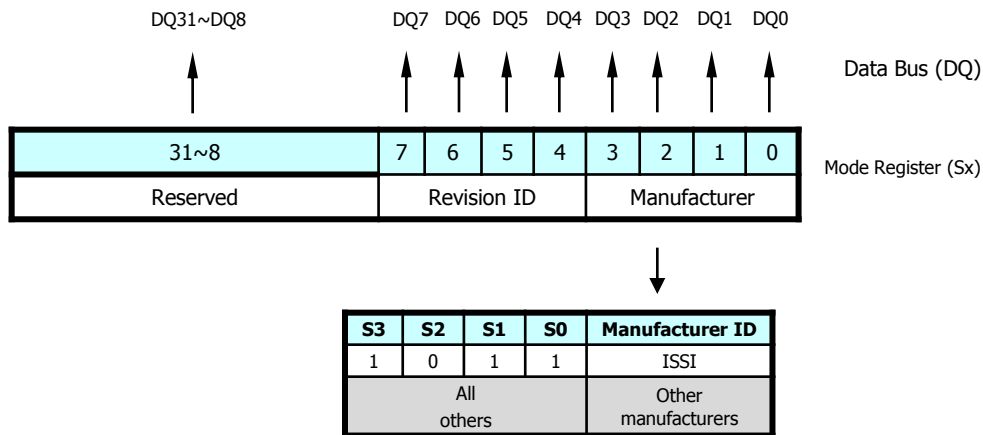 DQ31~DQ8 DQ7 DQ6 DQ5 DQ4 DQ3 DQ2 DQ1 DQ0
Data Bus (DQ)
31~8 7 6 5 4 3 2 1 0
Mode Register (Sx)
Reserved Revision ID Manufacturer
S3 S2 S1 S0 Manufacturer ID
1 0 1 1 ISSI
All Other
others manufacturers